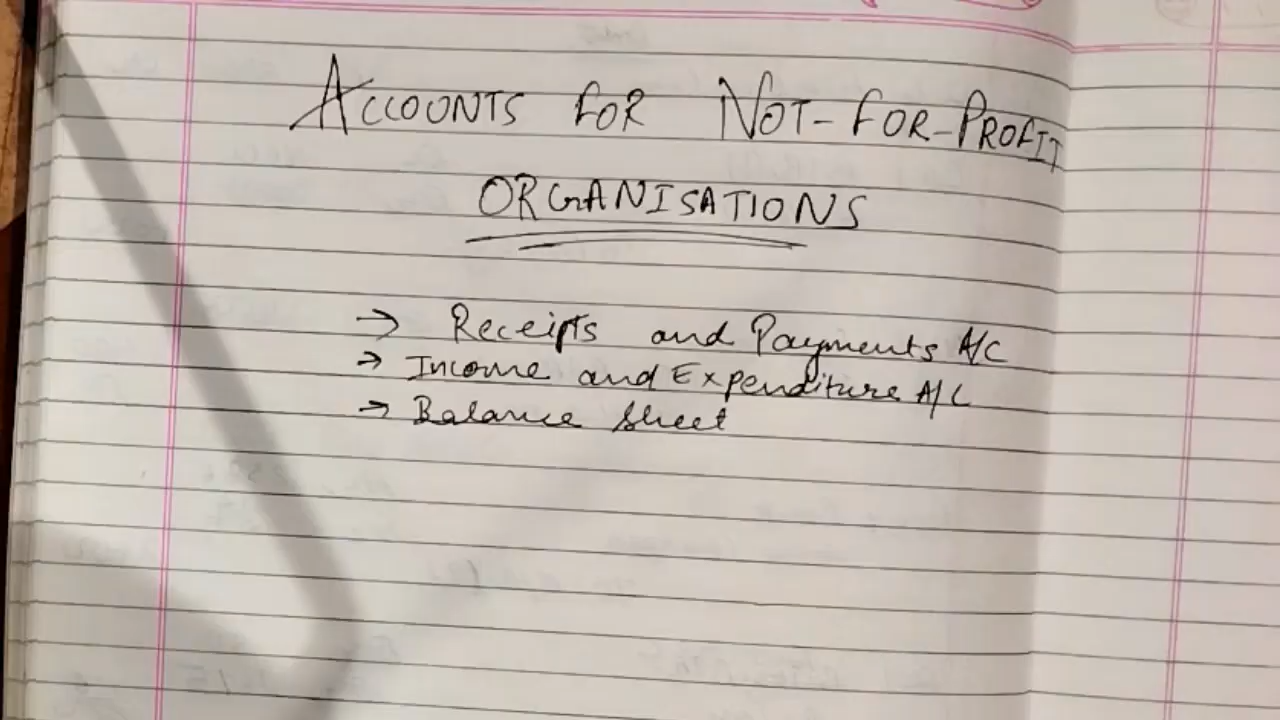 ACCOUNTS FOR NOT-FOR-PROFIT
ORGANISATIONS
→ Receipts and Payments A/C
→ Income and Expenditure A/C
→ Balance Sheet